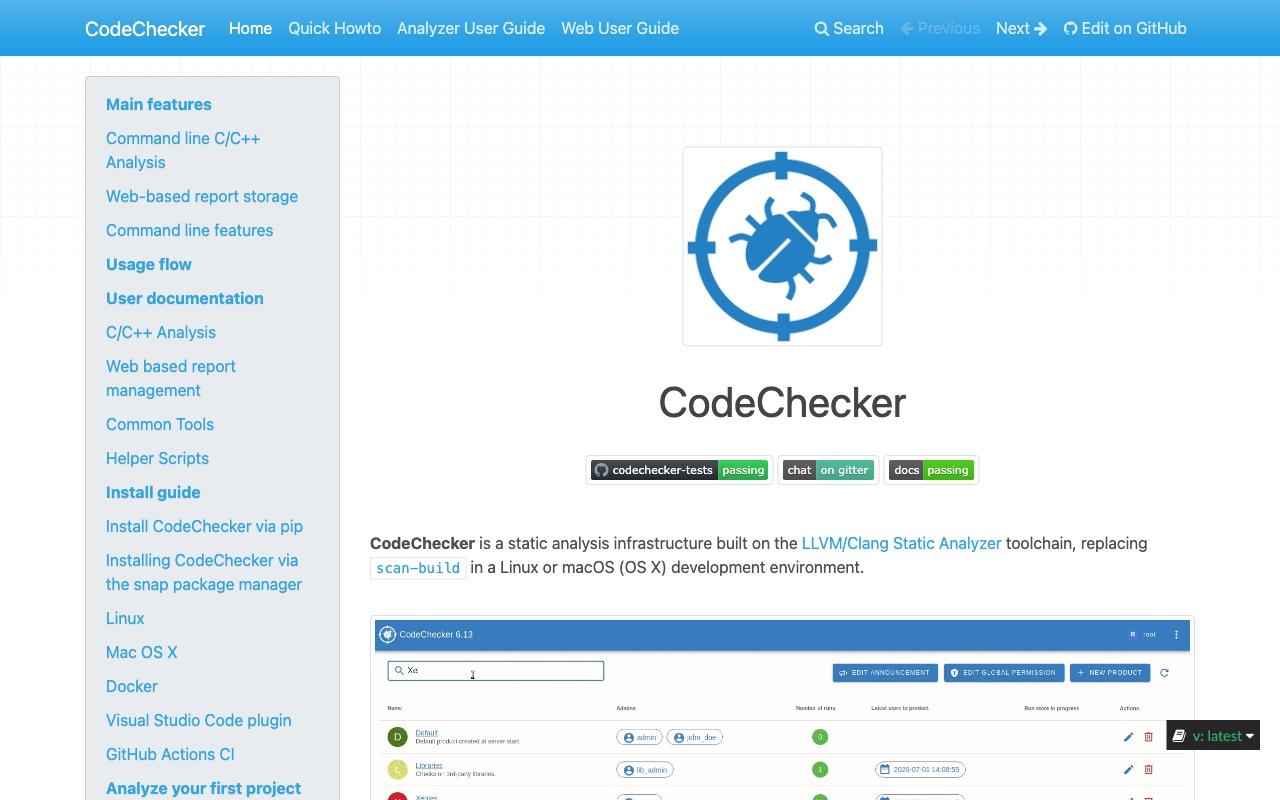 CodeChecker Home Quick Howto Analyzer User Guide Web User Guide Search Previous Next Edit on GitHub
Main features
Command line C/C++
Analysis
Web-based report storage
Command line features
Usage flow
User documentation
C/C++ Analysis
Web based report
management
Common Tools
Helper Scripts
Install guide
Install CodeChecker via pip
Installing CodeChecker via
the snap package manager
Linux
Mac OS X
Docker
Visual Studio Code plugin
GitHub Actions CI
Analyze your first project
CodeChecker
codechecker-tests passing chat on gitter docs passing
CodeChecker is a static analysis infrastructure built on the LLVM/Clang Static Analyzer toolchain, replacing
scan-build in a Linux or macOS (OS X) development environment.
CodeChecker 6.13 R root
Xe EDIT ANNOUNCEMENT EDIT GLOBAL PERMISSION + NEW PRODUCT
Name Admins Number of runs Latest store to product Run store in progress Actions
D Default admin john_doe 0
Default product created at server start.
L Libraries lib_admin 1 2020-07-01 14:08:55
Checks on 3rd-party libraries.
Xerces
v: latest